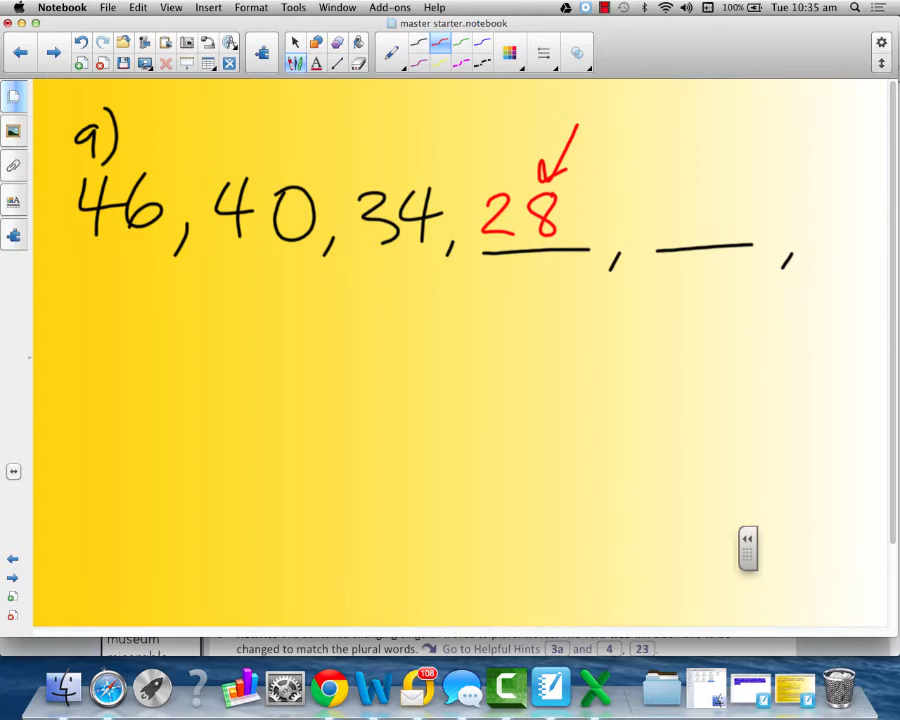 Notebook File Edit View Insert Format Tools Window Add-ons Help 100% Tue 10:35 am
master starter.notebook
a)
46, 40, 34, 28, ____, 
museum
changed to match the plural words. Go to Helpful Hints 3a and 4 , 23 .
108